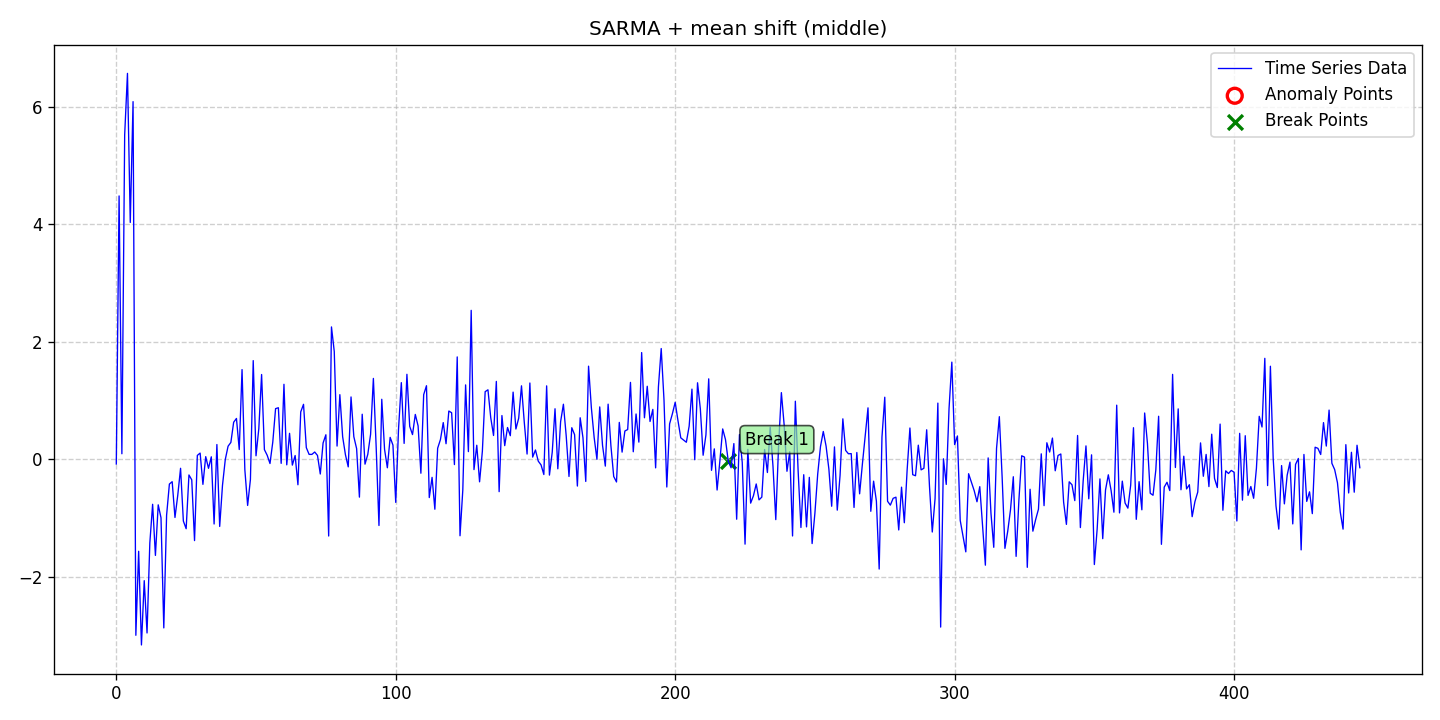 SARMA + mean shift (middle)
Time Series Data
Anomaly Points
Break Points
6
4
2
0
−2
Break 1
0 100 200 300 400